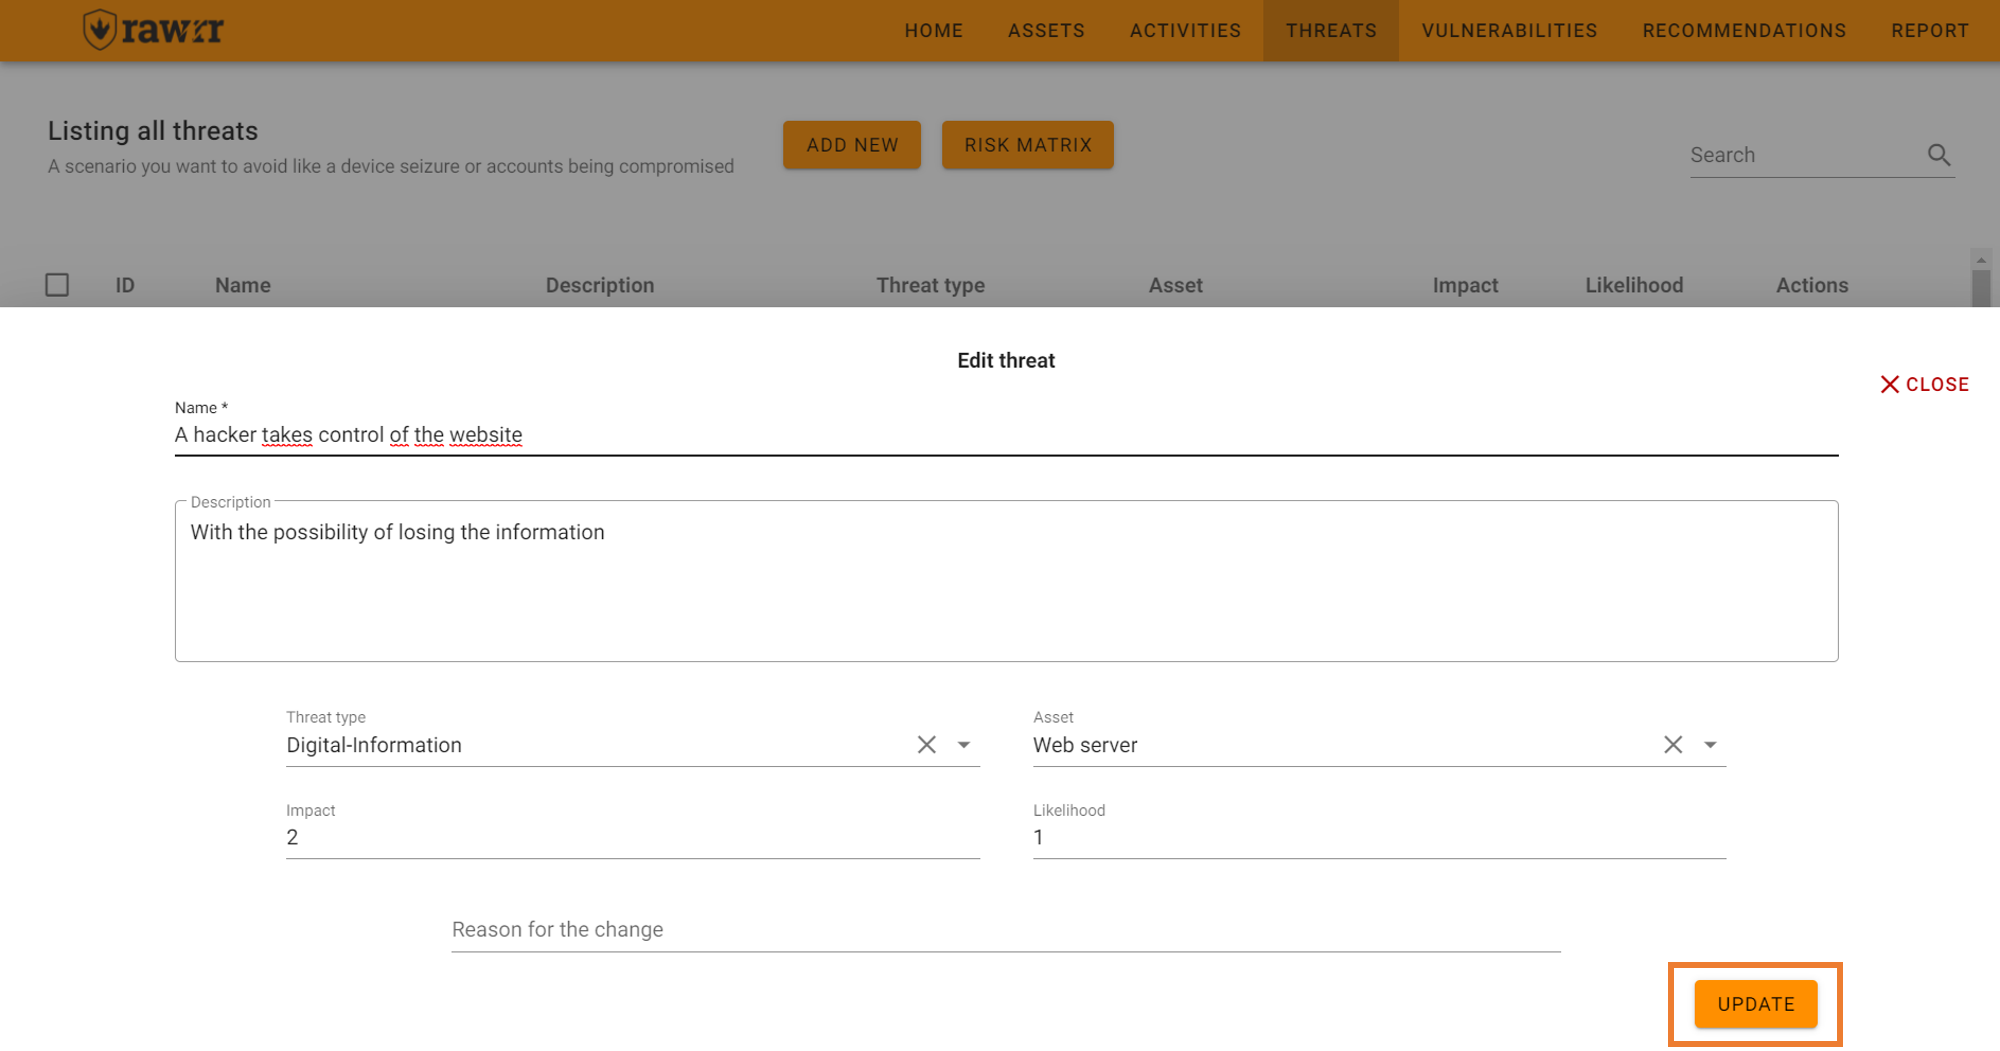 rawrr
HOME ASSETS ACTIVITIES THREATS VULNERABILITIES RECOMMENDATIONS REPORT
Listing all threats
A scenario you want to avoid like a device seizure or accounts being compromised
ADD NEW RISK MATRIX
Search
ID Name Description Threat type Asset Impact Likelihood Actions
Edit threat
CLOSE
Name *
A hacker takes control of the website
Description
With the possibility of losing the information
Threat type Asset
Digital-Information Web server
Impact Likelihood
2 1
Reason for the change
UPDATE